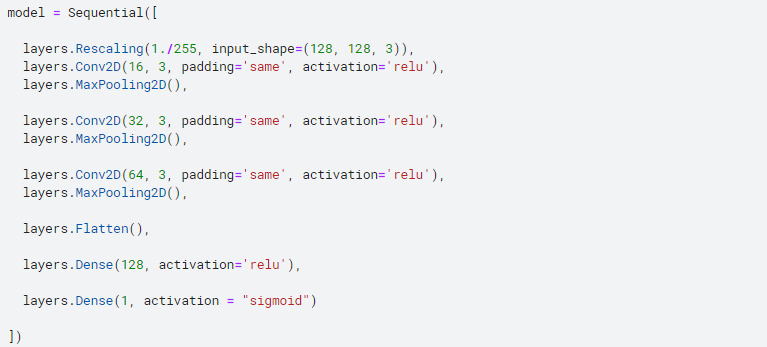 model = Sequential([
layers.Rescaling(1./255, input_shape=(128, 128, 3)),
layers.Conv2D(16, 3, padding='same', activation='relu'),
layers.MaxPooling2D(),
layers.Conv2D(32, 3, padding='same', activation='relu'),
layers.MaxPooling2D(),
layers.Conv2D(64, 3, padding='same', activation='relu'),
layers.MaxPooling2D(),
layers.Flatten(),
layers.Dense(128, activation='relu'),
layers.Dense(1, activation = "sigmoid")
])